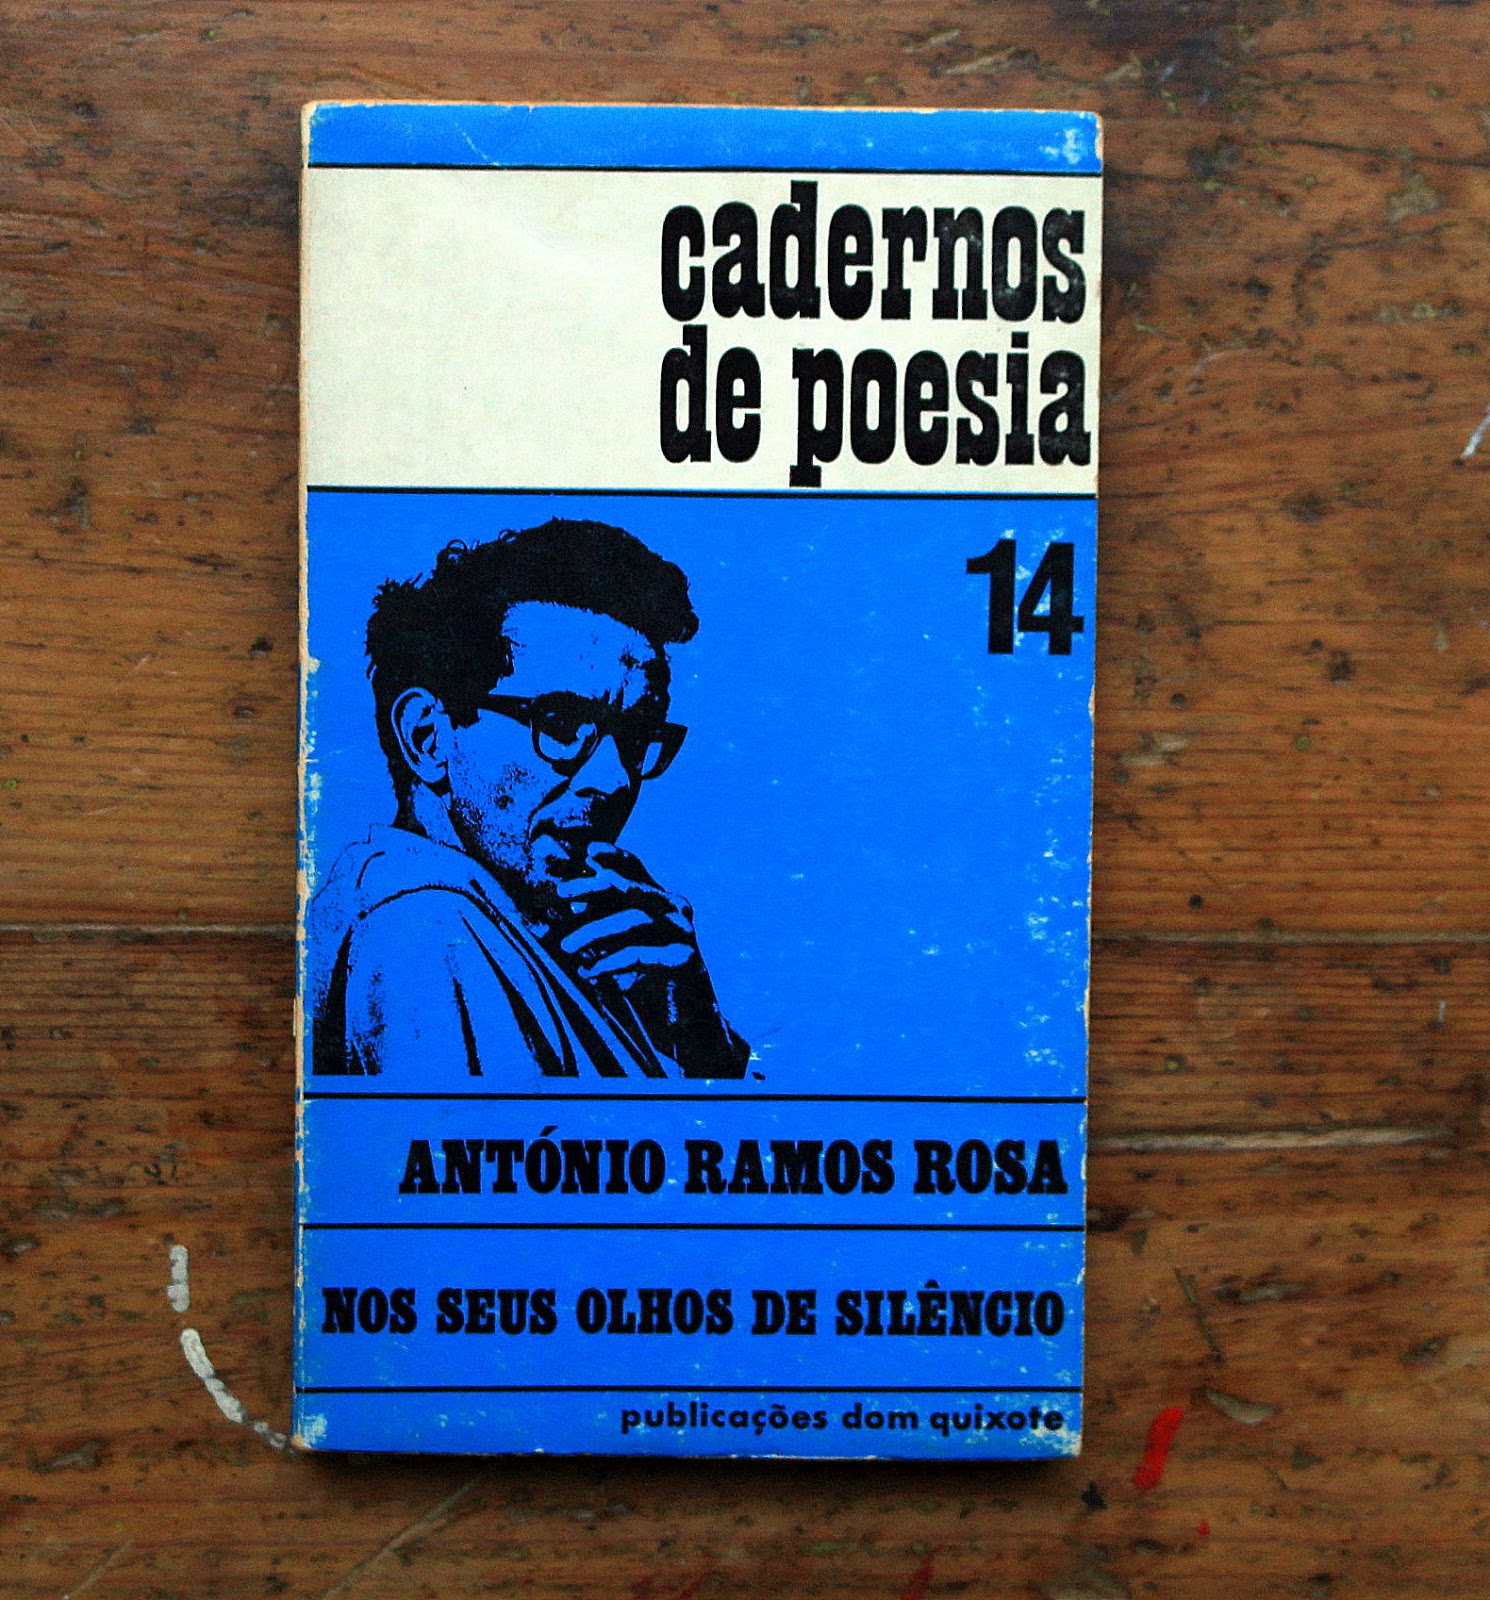 cadernos
de poesia
14
ANTÓNIO RAMOS ROSA
NOS SEUS OLHOS DE SILÊNCIO
publicações dom quixote